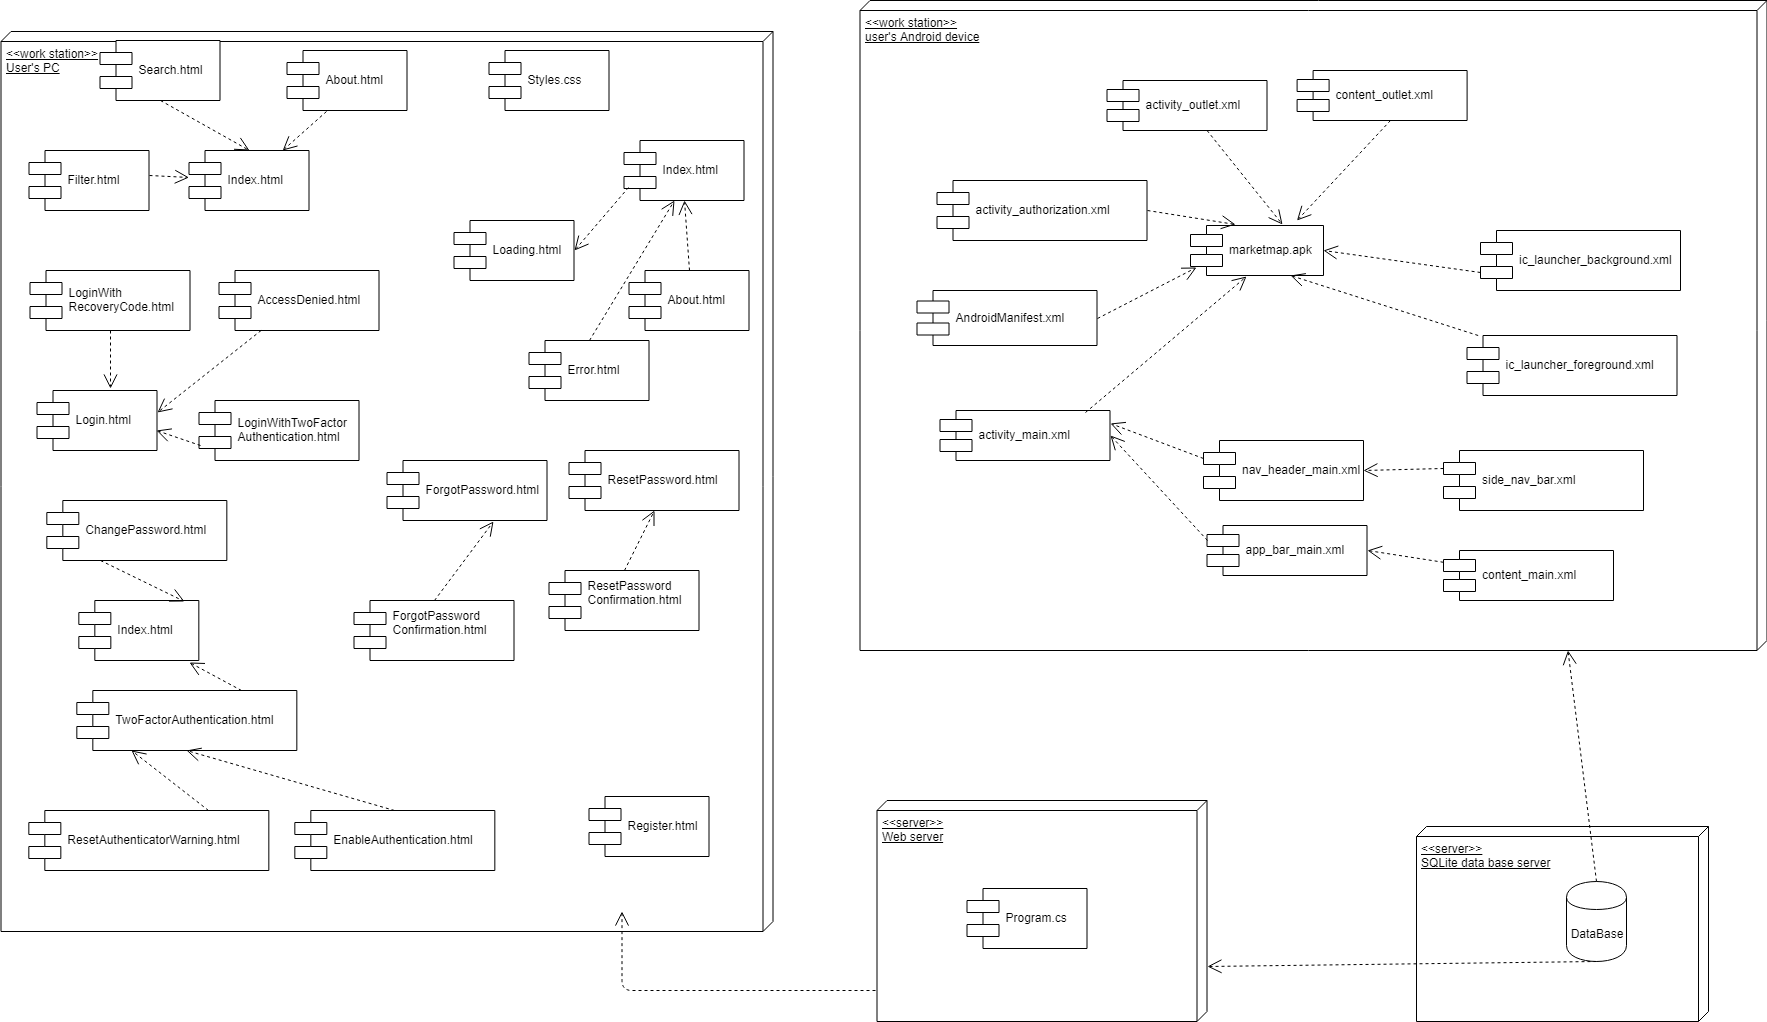 <<work station>>
User's PC
Search.html
About.html
Styles.css
Filter.html
Index.html
Index.html
Loading.html
LoginWith
RecoveryCode.html
AccessDenied.html
About.html
Error.html
Login.html
LoginWithTwoFactor
Authentication.html
ForgotPassword.html
ResetPassword.html
ChangePassword.html
ForgotPassword
Confirmation.html
ResetPassword
Confirmation.html
Index.html
TwoFactorAuthentication.html
ResetAuthenticatorWarning.html
EnableAuthentication.html
Register.html
<<work station>>
user's Android device
activity_outlet.xml
content_outlet.xml
activity_authorization.xml
marketmap.apk
ic_launcher_background.xml
AndroidManifest.xml
ic_launcher_foreground.xml
activity_main.xml
nav_header_main.xml
side_nav_bar.xml
app_bar_main.xml
content_main.xml
<<server>>
Web server
Program.cs
<<server>>
SQLite data base server
DataBase